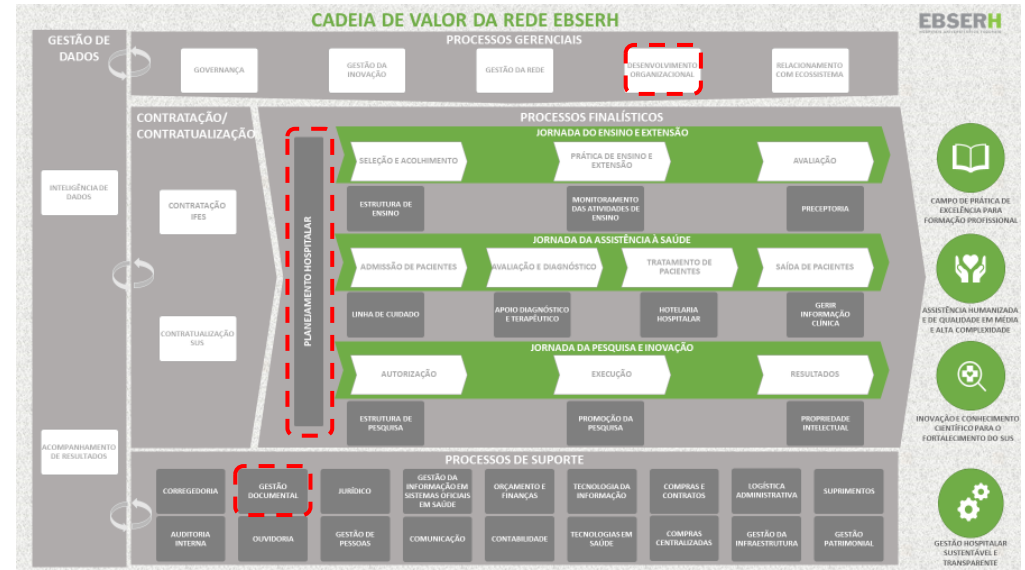 CADEIA DE VALOR DA REDE EBSERH
EBSERH
GESTÃO DE
DADOS
INTELIGÊNCIA DE
DADOS
ACOMPANHAMENTO
DE RESULTADOS
PROCESSOS GERENCIAIS
GOVERNANÇA
GESTÃO DA
INOVAÇÃO
GESTÃO DA REDE
DESENVOLVIMENTO
ORGANIZACIONAL
RELACIONAMENTO
COM ECOSSISTEMA
CONTRATAÇÃO/
CONTRATUALIZAÇÃO
CONTRATAÇÃO
IFES
CONTRATUALIZAÇÃO
SUS
PROCESSOS FINALÍSTICOS
PLANEJAMENTO HOSPITALAR
JORNADA DO ENSINO E EXTENSÃO
SELEÇÃO E ACOLHIMENTO
PRÁTICA DE ENSINO E
EXTENSÃO
AVALIAÇÃO
ESTRUTURA DE
ENSINO
MONITORAMENTO
DAS ATIVIDADES DE
ENSINO
PRECEPTORIA
JORNADA DA ASSISTÊNCIA À SAÚDE
ADMISSÃO DE PACIENTES
AVALIAÇÃO E DIAGNÓSTICO
TRATAMENTO DE
PACIENTES
SAÍDA DE PACIENTES
LINHA DE CUIDADO
APOIO DIAGNÓSTICO
E TERAPÊUTICO
HOTELARIA
HOSPITALAR
GERIR
INFORMAÇÃO
CLÍNICA
JORNADA DA PESQUISA E INOVAÇÃO
AUTORIZAÇÃO
EXECUÇÃO
RESULTADOS
ESTRUTURA DE
PESQUISA
PROMOÇÃO DA
PESQUISA
PROPRIEDADE
INTELECTUAL
PROCESSOS DE SUPORTE
CORREGEDORIA
GESTÃO
DOCUMENTAL
JURÍDICO
GESTÃO DA
INFORMAÇÃO EM
SISTEMAS OFICIAIS
EM SAÚDE
ORÇAMENTO E
FINANÇAS
TECNOLOGIA DA
INFORMAÇÃO
COMPRAS E
CONTRATOS
LOGÍSTICA
ADMINISTRATIVA
SUPRIMENTOS
AUDITORIA
INTERNA
OUVIDORIA
GESTÃO DE
PESSOAS
COMUNICAÇÃO
CONTABILIDADE
TECNOLOGIAS EM
SAÚDE
COMPRAS
CENTRALIZADAS
GESTÃO DA
INFRAESTRUTURA
GESTÃO
PATRIMONIAL
CAMPO DE PRÁTICA DE
EXCELÊNCIA PARA
FORMAÇÃO PROFISSIONAL
ASSISTÊNCIA HUMANIZADA
E DE QUALIDADE EM MÉDIA
E ALTA COMPLEXIDADE
INOVAÇÃO E CONHECIMENTO
CIENTÍFICO PARA O
FORTALECIMENTO DO SUS
GESTÃO HOSPITALAR
SUSTENTÁVEL E
TRANSPARENTE